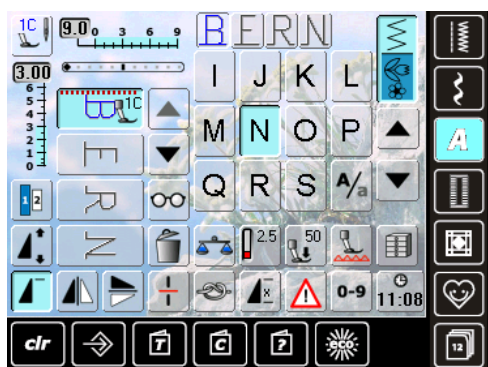 1C 9.0 0 3 6 9 B E R N
3.00 I J K L
6 5 4 3 2 1 0
B 1C
E M N O P
1 2 R Q R S A/a
N 2.5 50
x 0-9 11:08
clr T C ? eco
A
12